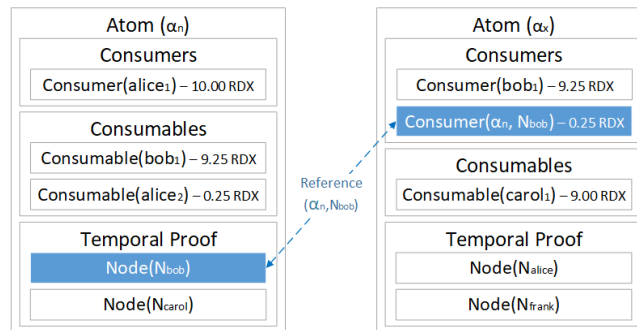 Atom (αn)
Consumers
Consumer(alice1) – 10.00 RDX
Consumables
Consumable(bob1) – 9.25 RDX
Consumable(alice2) – 0.25 RDX
Temporal Proof
Node(Nbob)
Node(Ncarol)
Reference
(αn,Nbob)
Atom (αx)
Consumers
Consumer(bob1) – 9.25 RDX
Consumer(αn, Nbob) – 0.25 RDX
Consumables
Consumable(carol1) – 9.00 RDX
Temporal Proof
Node(Nalice)
Node(Nfrank)